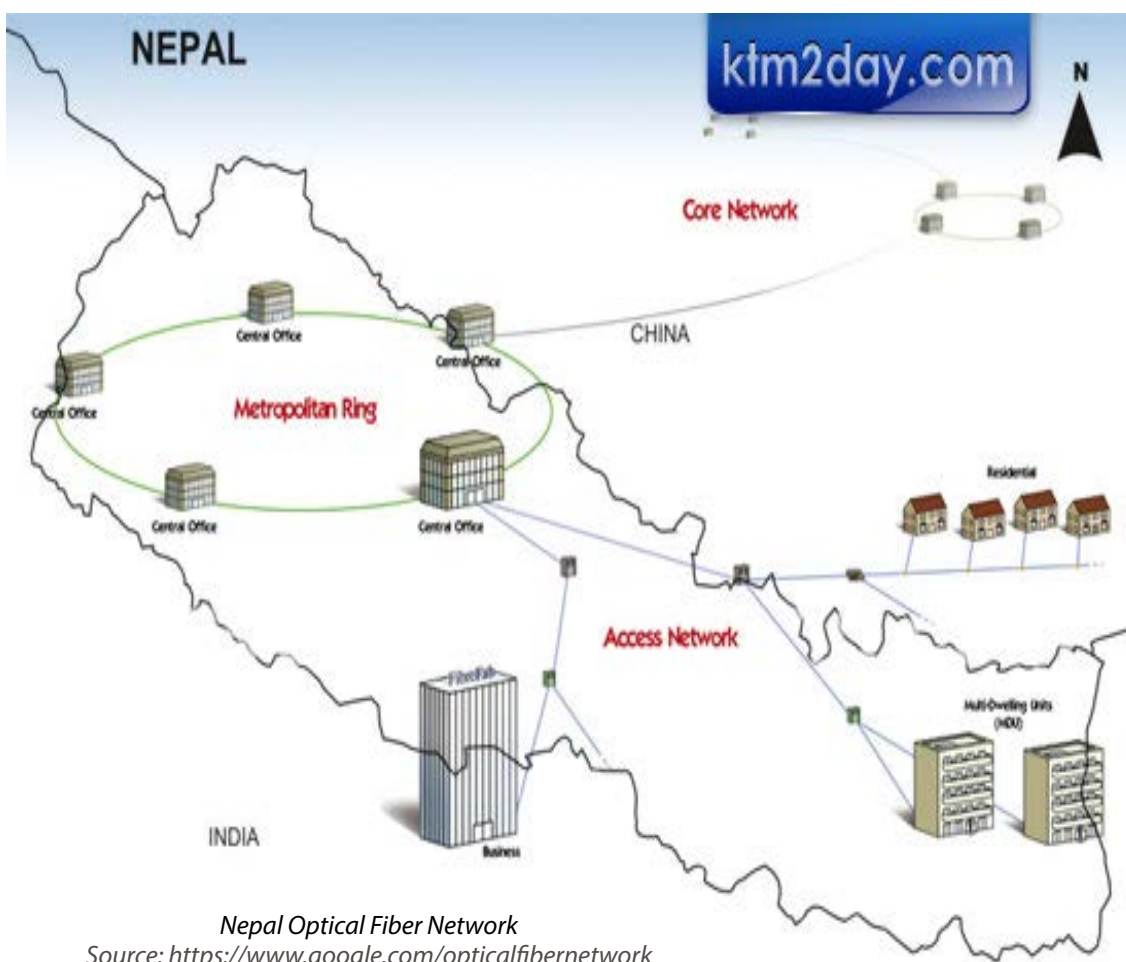 NEPAL
ktm2day.com
N
Core Network
CHINA
Central Office
Central Office
Central Office
Metropolitan Ring
Central Office
Central Office
Residential
Access Network
Multi-Dwelling Units
(MDU)
INDIA
Business
Nepal Optical Fiber Network
Source: https://www.google.com/opticalfibernetwork